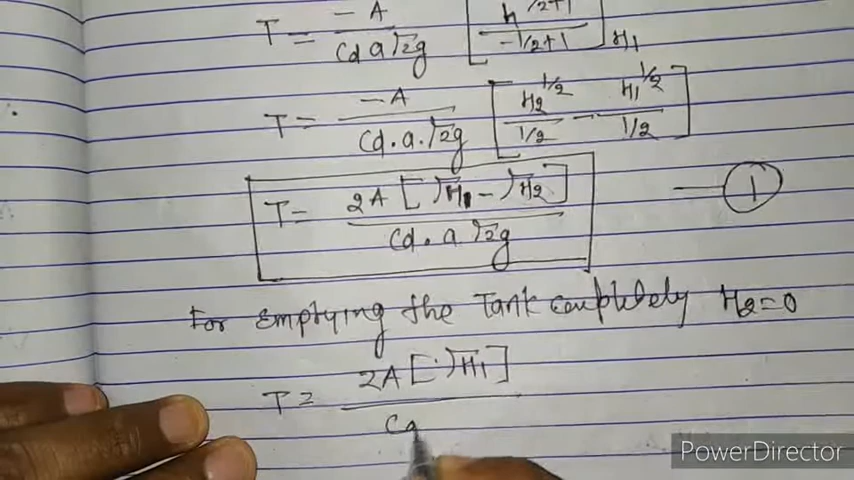 T = -A / Cd a √2g [ h^-1/2+1 / -1/2+1 ] H1
T = -A / Cd.a.√2g [ H2^1/2 / 1/2 - H1^1/2 / 1/2 ]
T = 2A [ √H1 - √H2 ] / Cd. a √2g — 1
For Emptying the Tank completely H2=0
T = 2A [ √H1 ] / Cd
PowerDirector